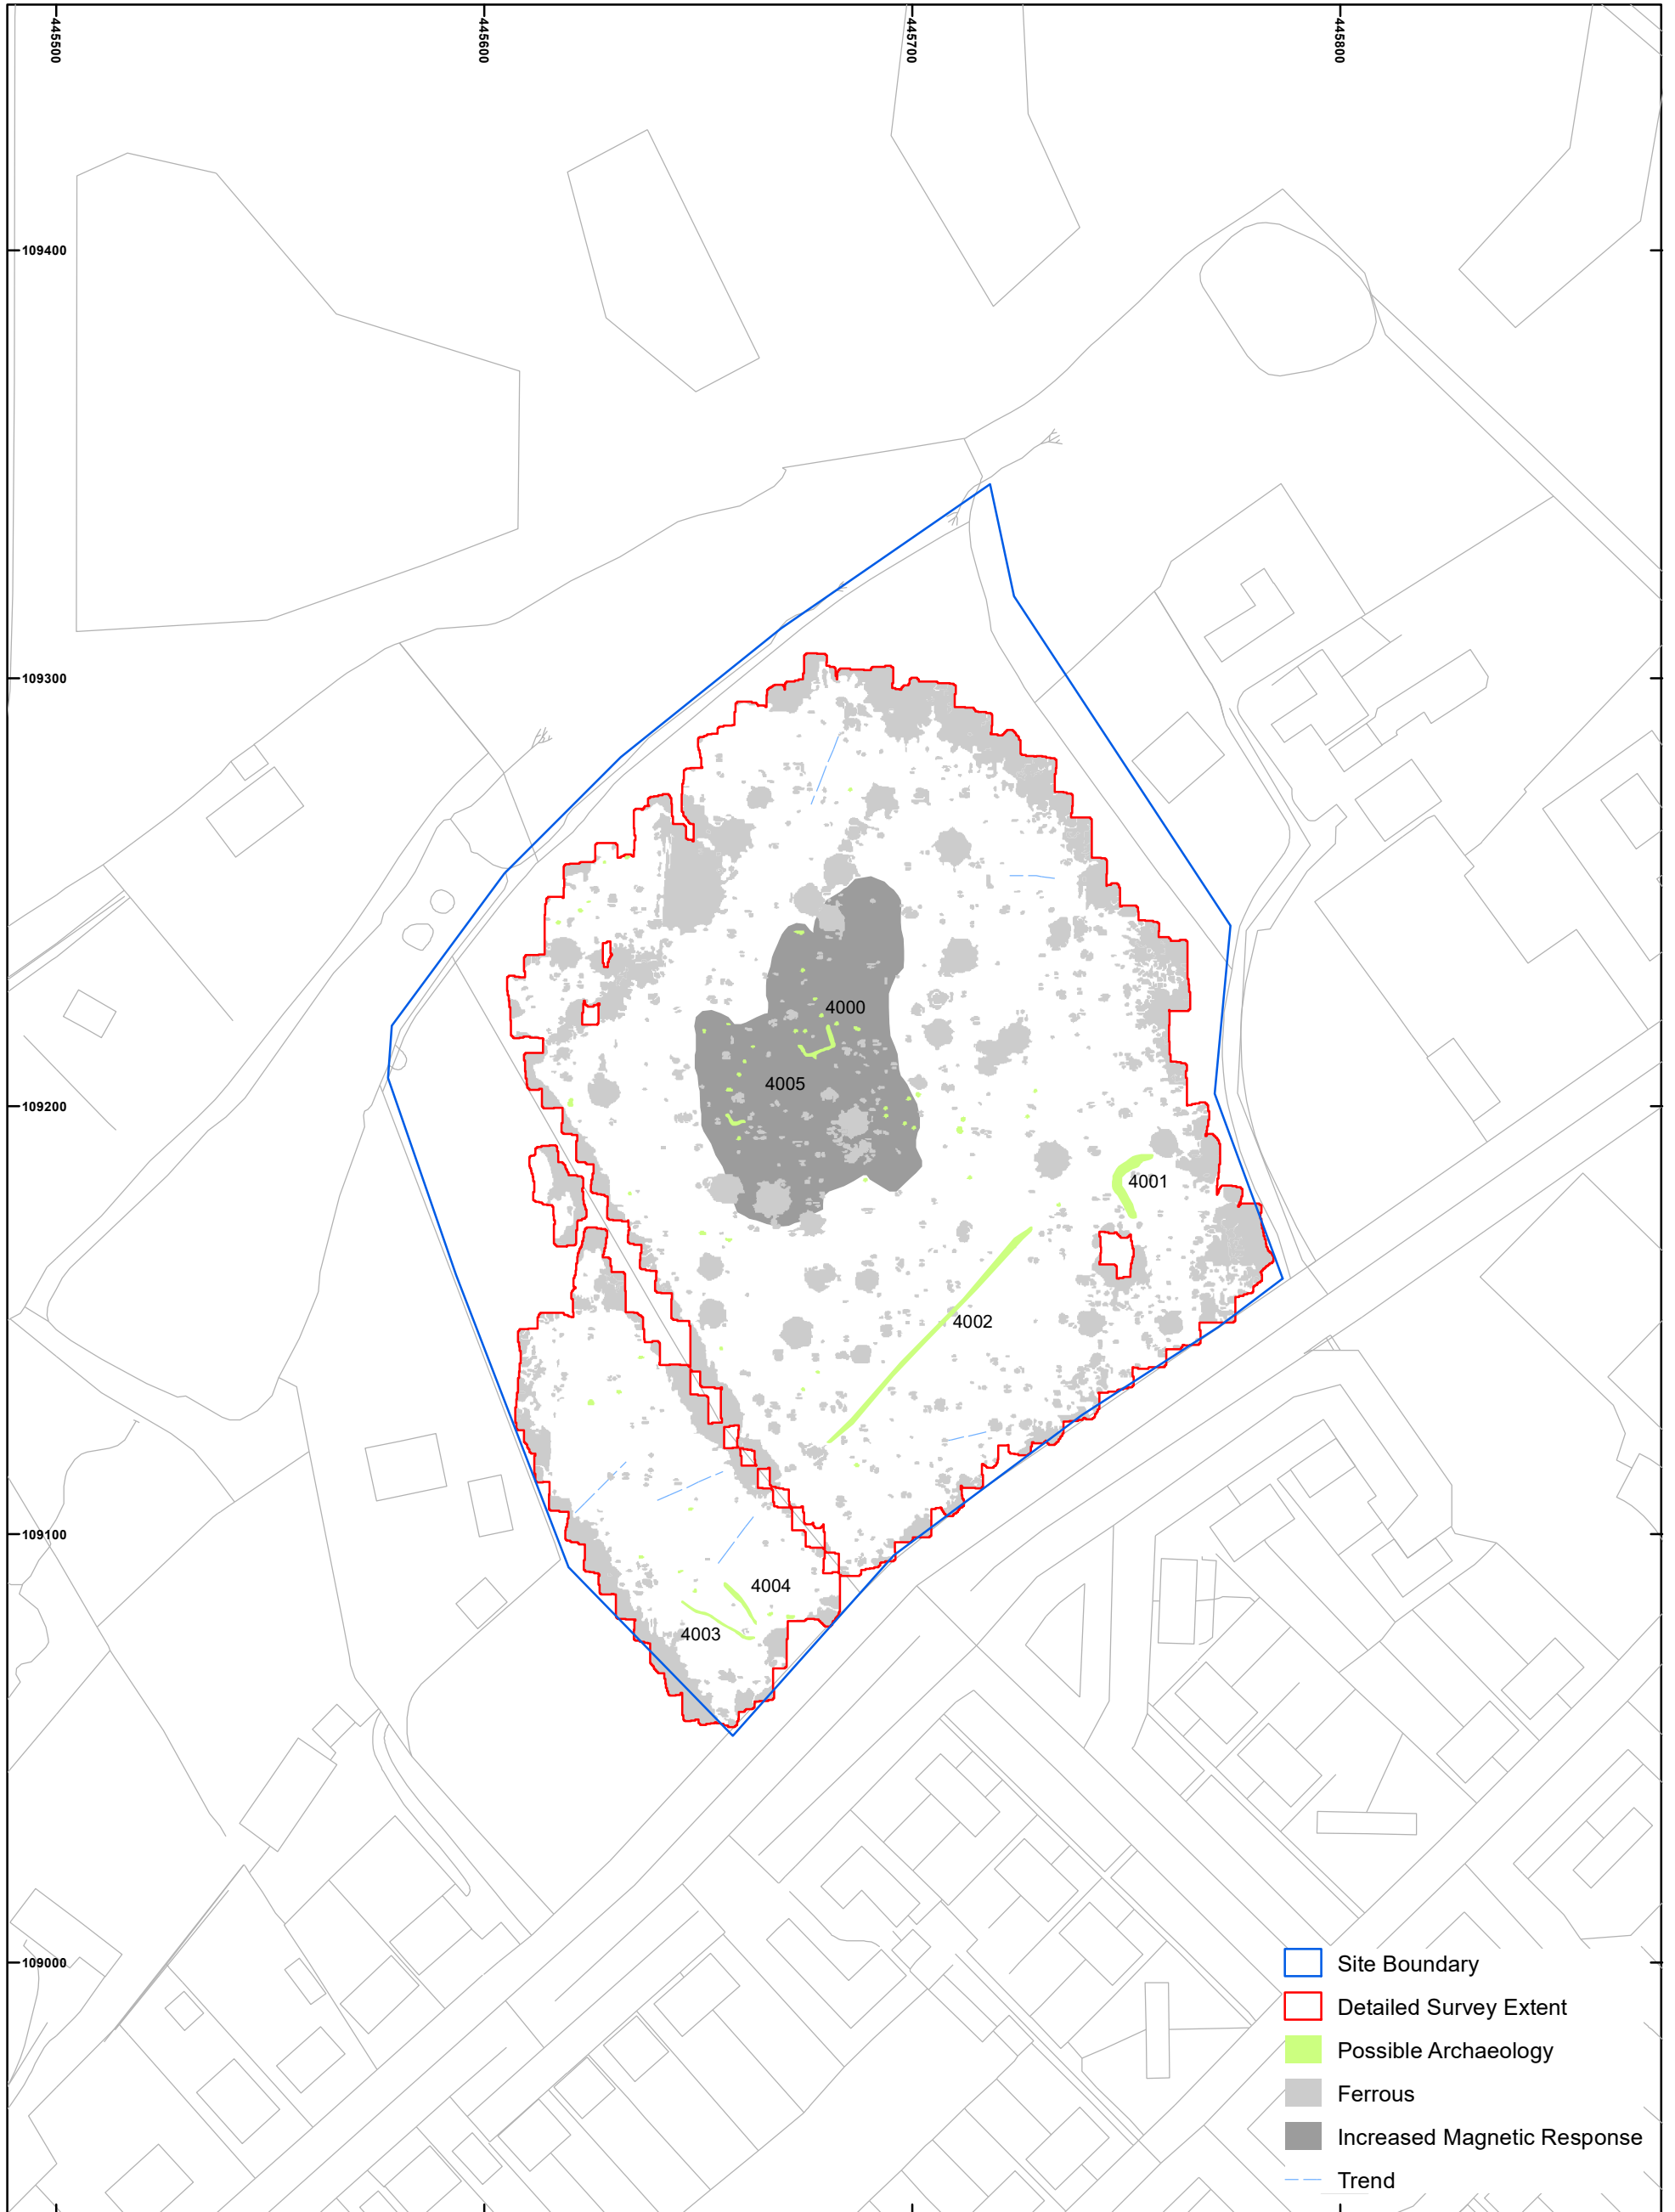 445500
445600
445700
445800
109400
109300
4000
4005
109200
4001
4002
109100
4004
4003
109000
Site Boundary
Detailed Survey Extent
Possible Archaeology
Ferrous
Increased Magnetic Response
Trend